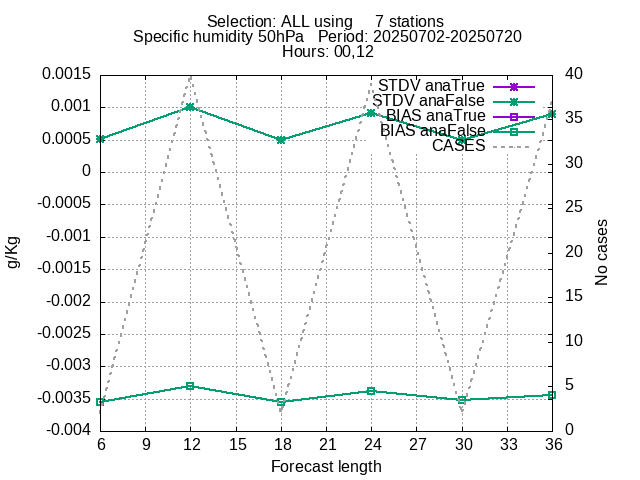 Selection: ALL using 7 stations
Specific humidity 50hPa Period: 20250702-20250720
Hours: 00,12
STDV anaTrue
STDV anaFalse
BIAS anaTrue
BIAS anaFalse
CASES
g/Kg
0.0015
0.001
0.0005
0
-0.0005
-0.001
-0.0015
-0.002
-0.0025
-0.003
-0.0035
-0.004
40
35
30
25
20
15
10
5
0
No cases
6 9 12 15 18 21 24 27 30 33 36
Forecast length